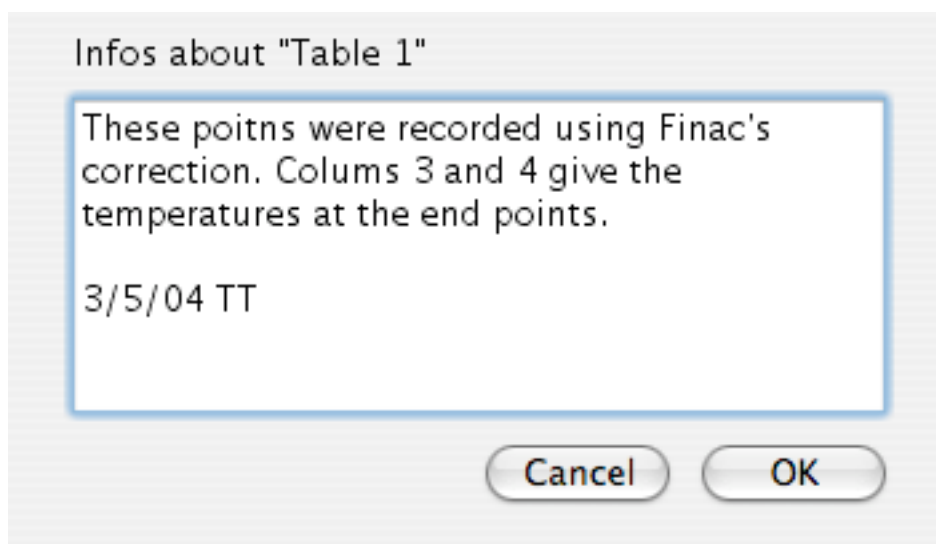 Infos about "Table 1"
These poitns were recorded using Finac's
correction. Colums 3 and 4 give the
temperatures at the end points.
3/5/04 TT
Cancel
OK